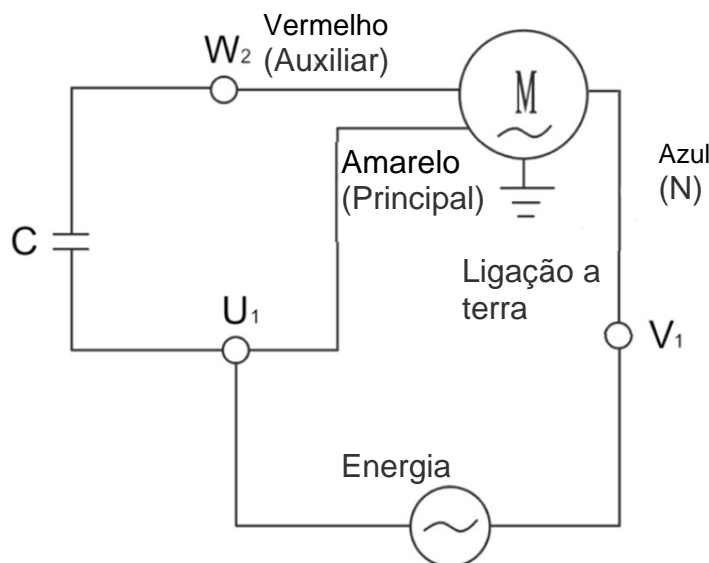 Vermelho
W₂ (Auxiliar)
M
Amarelo
(Principal)
Azul
(N)
C
Ligação a
terra
U₁
V₁
Energia